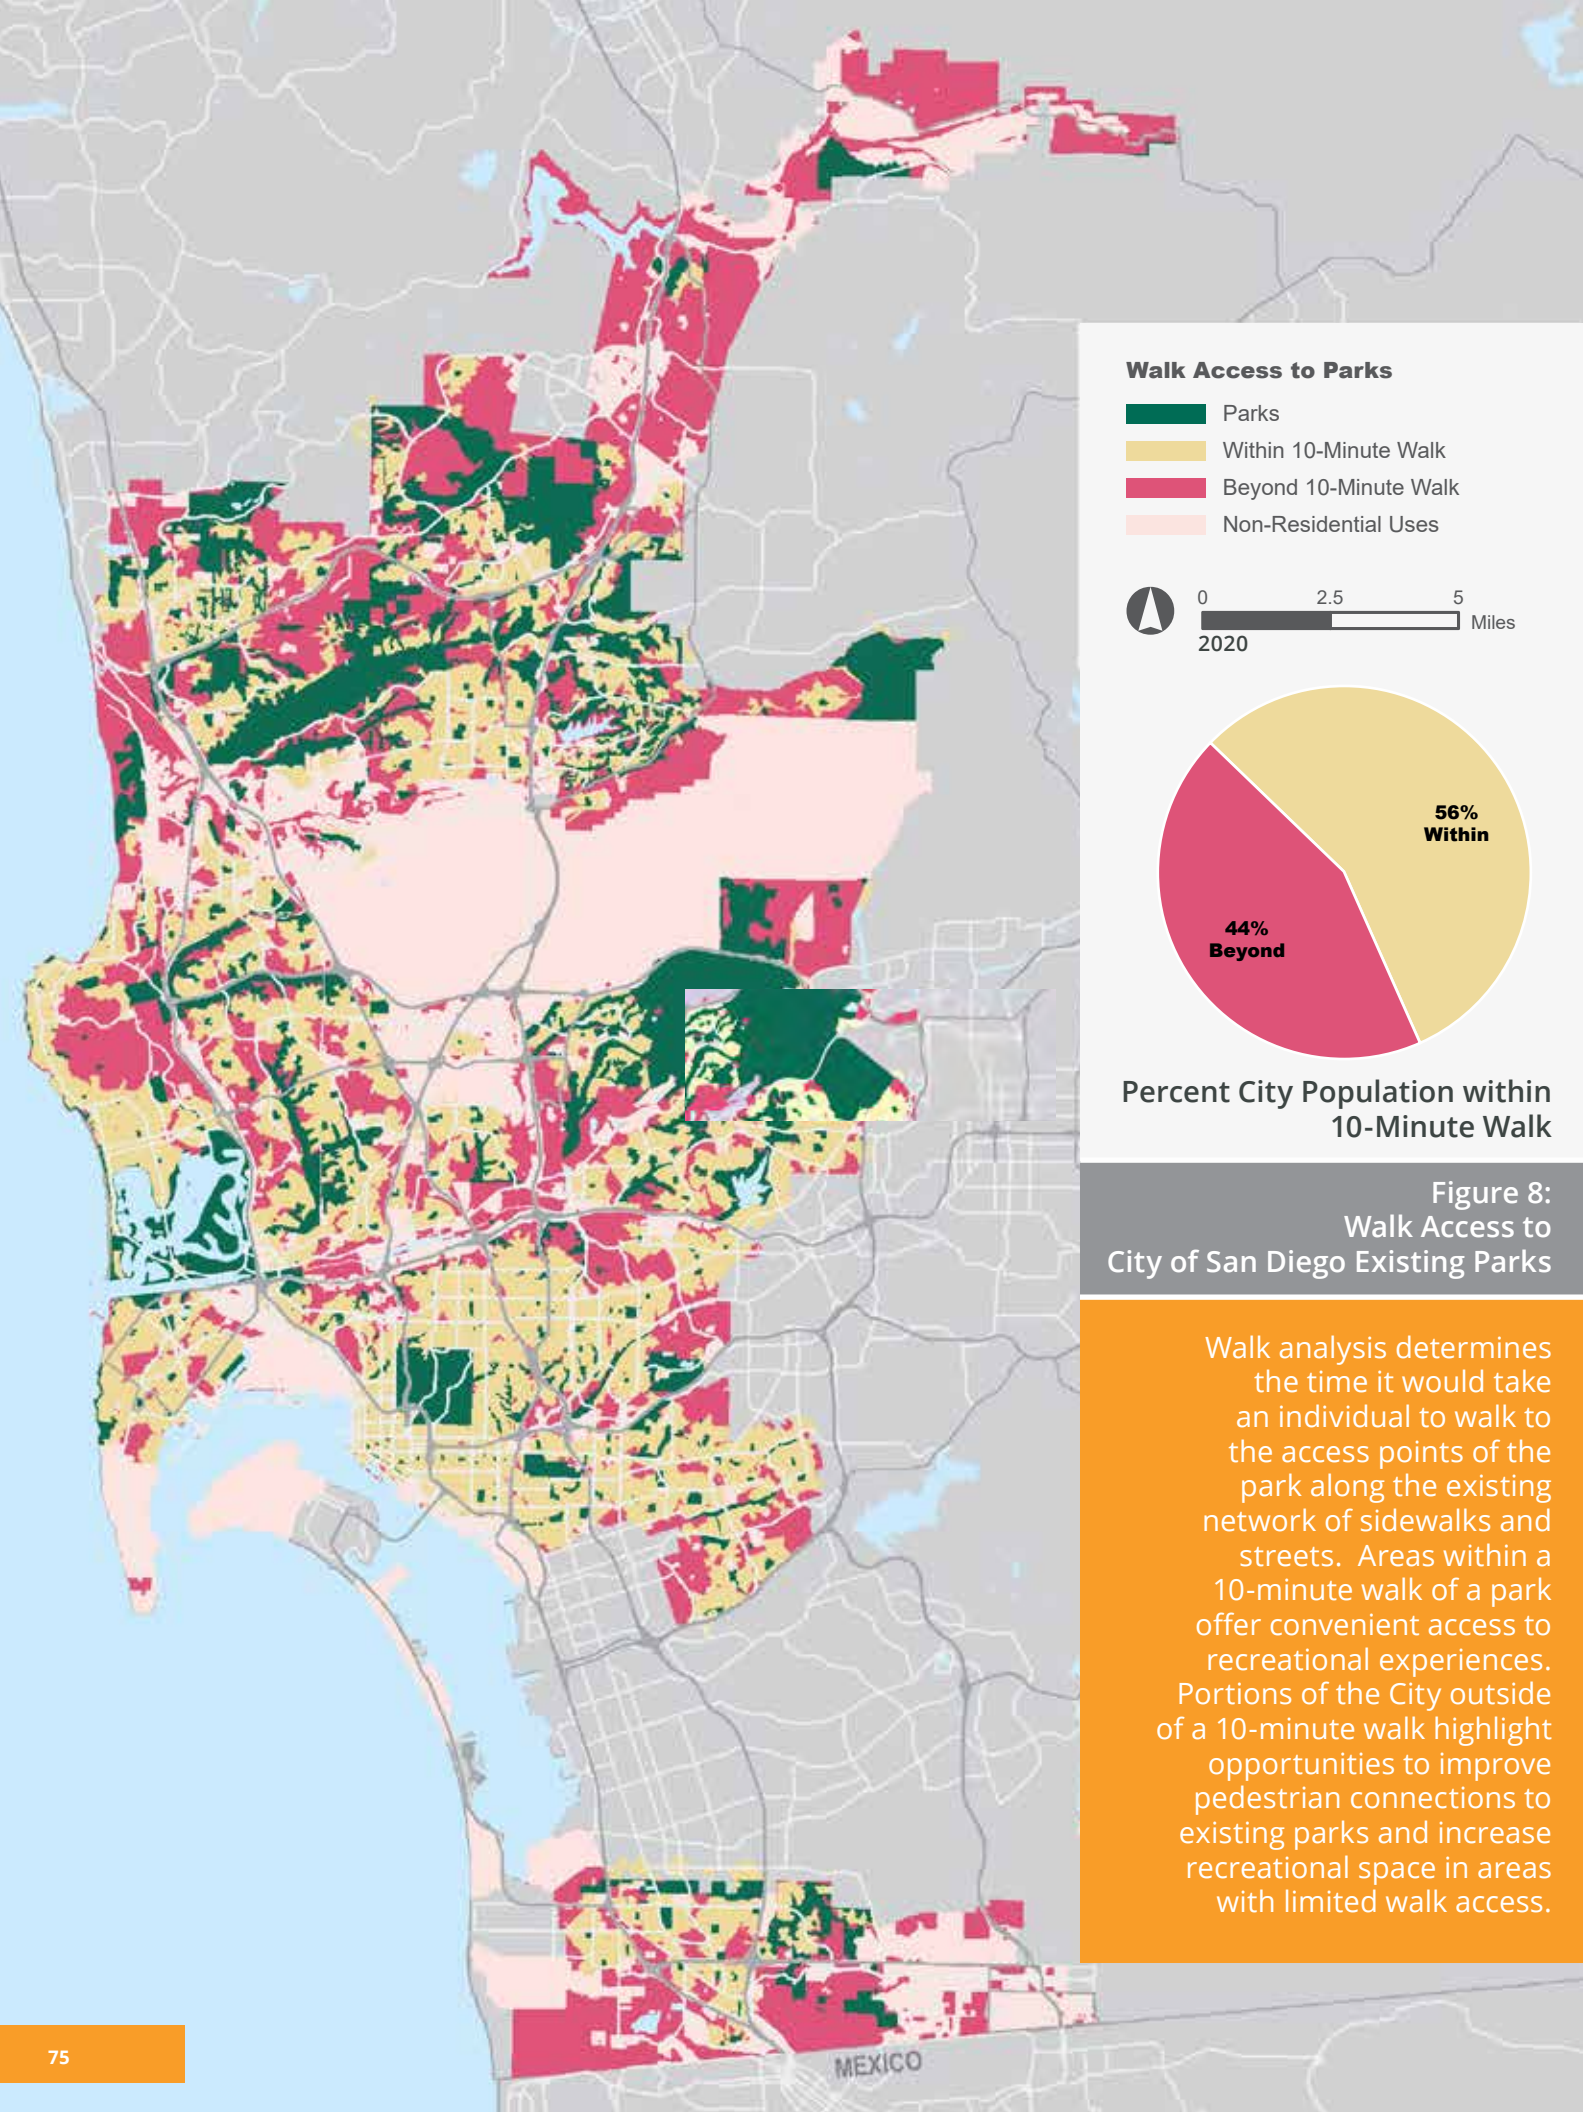 Walk Access to Parks
Parks
Within 10-Minute Walk
Beyond 10-Minute Walk
Non-Residential Uses
0 2.5 5
Miles
2020
56%
Within
44%
Beyond
Percent City Population within
10-Minute Walk
Figure 8:
Walk Access to
City of San Diego Existing Parks
Walk analysis determines
the time it would take
an individual to walk to
the access points of the
park along the existing
network of sidewalks and
streets.  Areas within a
10-minute walk of a park
offer convenient access to
recreational experiences.
Portions of the City outside
of a 10-minute walk highlight
opportunities to improve
pedestrian connections to
existing parks and increase
recreational space in areas
with limited walk access.
MEXICO
75